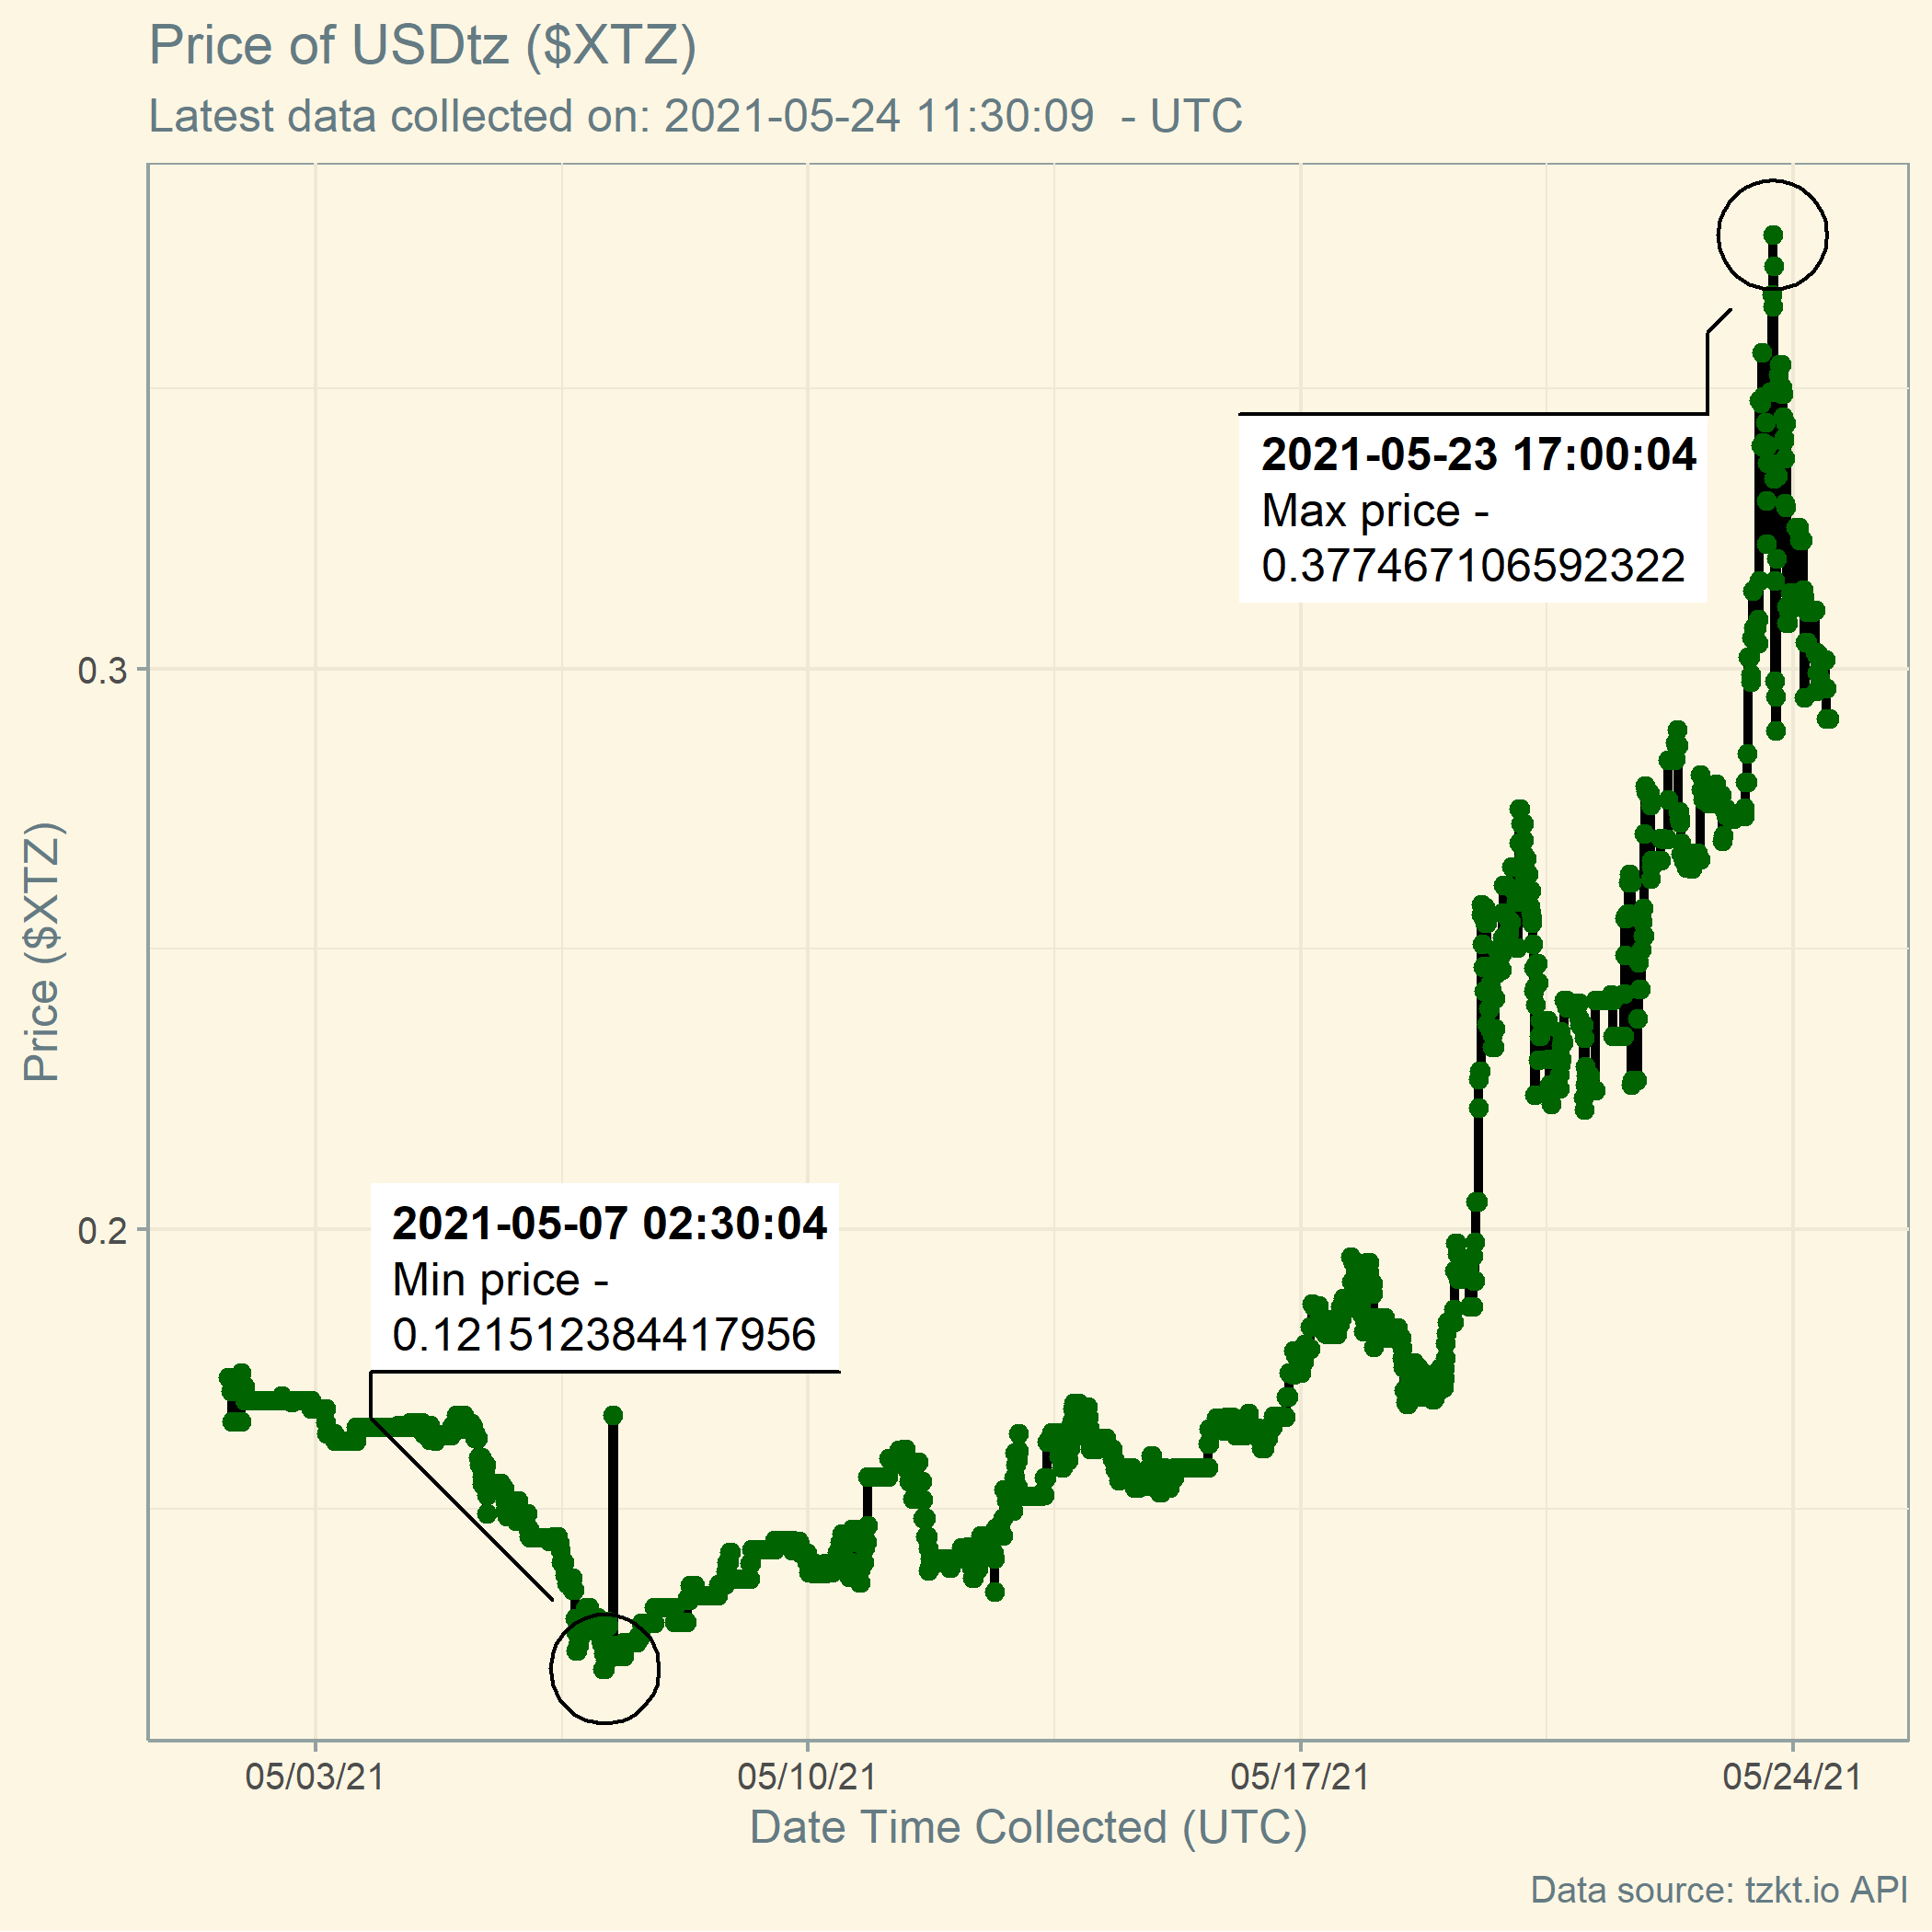 Price of USDtz ($XTZ)
Latest data collected on: 2021-05-24 11:30:09  - UTC
2021-05-23 17:00:04
Max price -
0.377467106592322
0.3
Price ($XTZ)
0.2
2021-05-07 02:30:04
Min price -
0.121512384417956
05/03/21
05/10/21
05/17/21
05/24/21
Date Time Collected (UTC)
Data source: tzkt.io API